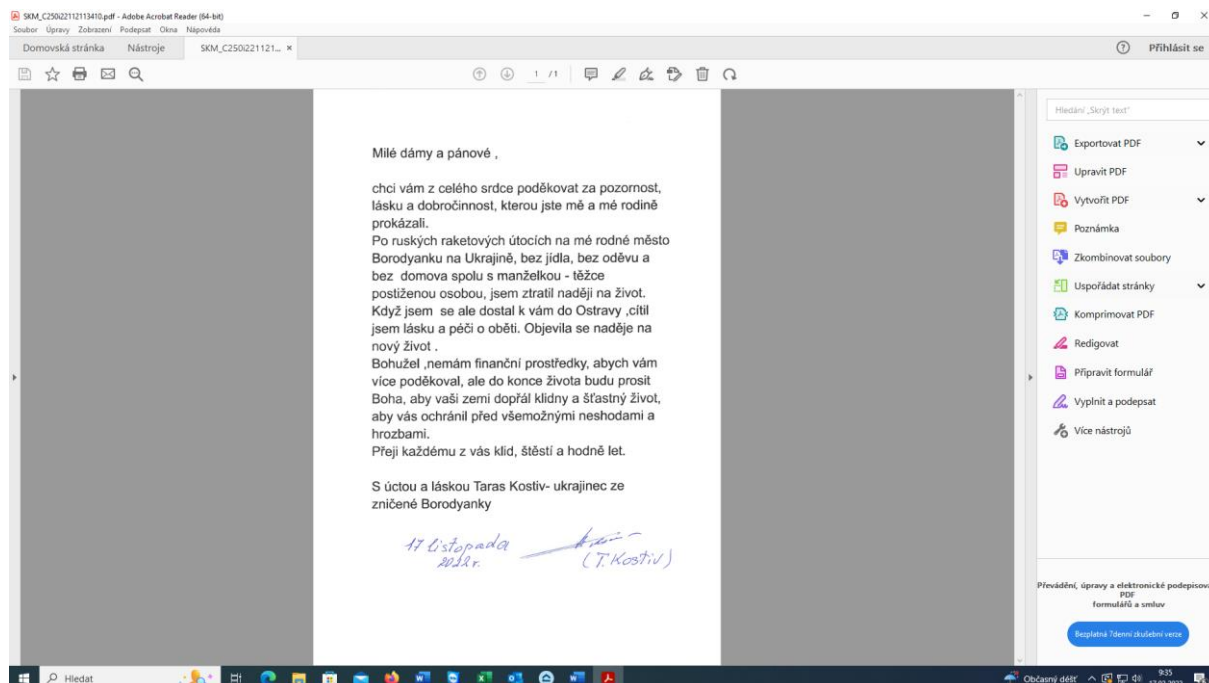 SKM_C250i22112113410.pdf - Adobe Acrobat Reader (64-bit)
Soubor Úpravy Zobrazení Podepsat Okna Nápověda
Domovská stránka Nástroje SKM_C250i221121... ×
Přihlásit se
1 / 1
Hledání „Skrýt text“
Exportovat PDF
Upravit PDF
Vytvořit PDF
Poznámka
Zkombinovat soubory
Uspořádat stránky
Komprimovat PDF
Redigovat
Připravit formulář
Vyplnit a podepsat
Více nástrojů
Milé dámy a pánové ,
chci vám z celého srdce poděkovat za pozornost,
lásku a dobročinnost, kterou jste mě a mé rodině
prokázali.
Po ruských raketových útocích na mé rodné město
Borodyanku na Ukrajině, bez jídla, bez oděvu a
bez domova spolu s manželkou - těžce
postiženou osobou, jsem ztratil naději na život.
Když jsem se ale dostal k vám do Ostravy ,cítil
jsem lásku a péči o oběti. Objevila se naděje na
nový život .
Bohužel ,nemám finanční prostředky, abych vám
více poděkoval, ale do konce života budu prosit
Boha, aby vaši zemi dopřál klidny a šťastný život,
aby vás ochránil před všemožnými neshodami a
hrozbami.
Přeji každému z vás klid, štěstí a hodně let.
S úctou a láskou Taras Kostiv- ukrajinec ze
zničené Borodyanky
17 listopada
2022r.
(T. Kostiv)
Převádění, úpravy a elektronické podepisov
PDF
formulářů a smluv
Bezplatná 7denní zkušební verze
Hledat
Občasný déšť
9:35